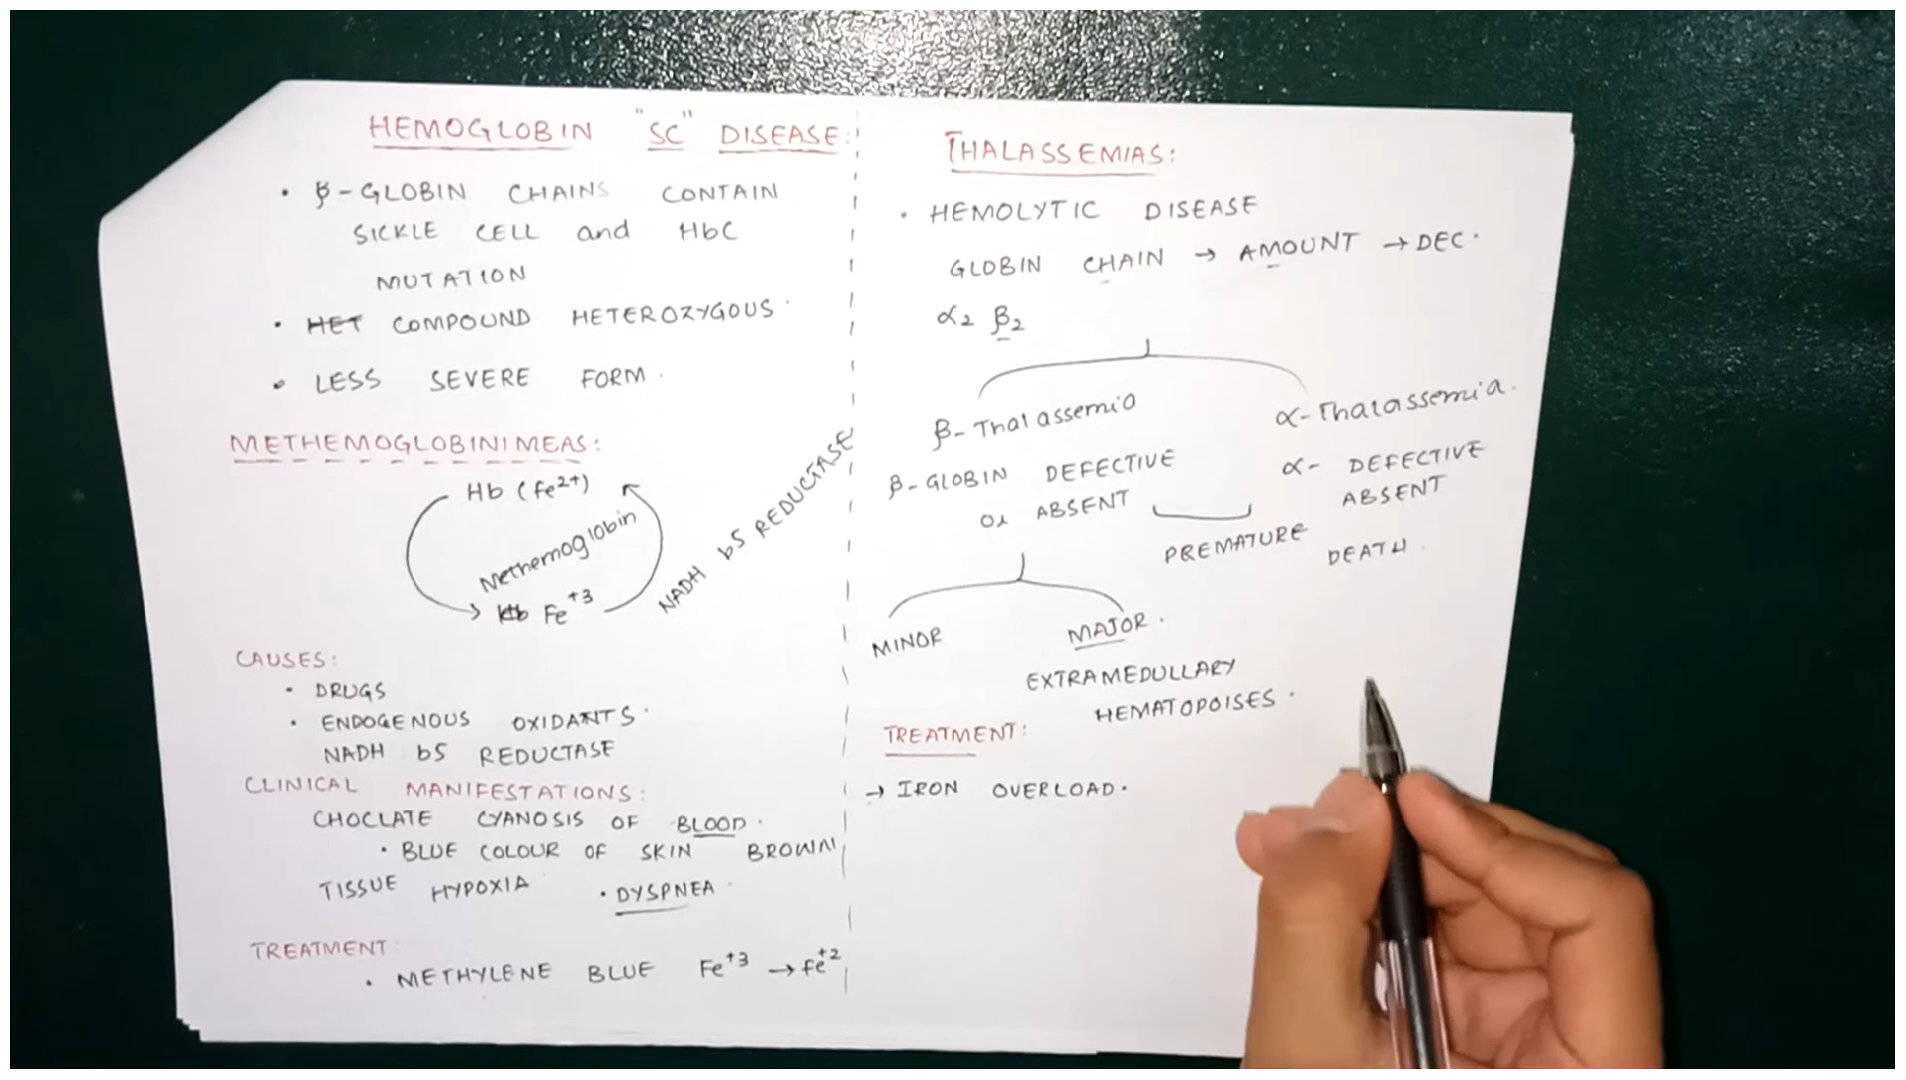 HEMOGLOBIN "SC" DISEASE:
• β-GLOBIN CHAINS CONTAIN
SICKLE CELL and HbC
MUTATION
• HET COMPOUND HETEROZYGOUS.
• LESS SEVERE FORM.
METHEMOGLOBINIMEAS:
Hb (Fe2+)
Methemoglobin
Hb Fe+3
NADH b5 REDUCTASE
CAUSES:
• DRUGS
• ENDOGENOUS OXIDANTS.
NADH b5 REDUCTASE
CLINICAL MANIFESTATIONS:
CHOCLATE CYANOSIS OF BLOOD.
• BLUE COLOUR OF SKIN BROWN
TISSUE HYPOXIA • DYSPNEA.
TREATMENT:
• METHYLENE BLUE Fe+3 → fe+2
THALASSEMIAS:
• HEMOLYTIC DISEASE
GLOBIN CHAIN → AMOUNT → DEC.
α2 β2
β-Thalassemia
α-Thalassemia.
β-GLOBIN DEFECTIVE
Or ABSENT
α- DEFECTIVE
ABSENT
PREMATURE DEATH.
MINOR
MAJOR.
EXTRAMEDULLARY
HEMATOPOISES.
TREATMENT:
→ IRON OVERLOAD.